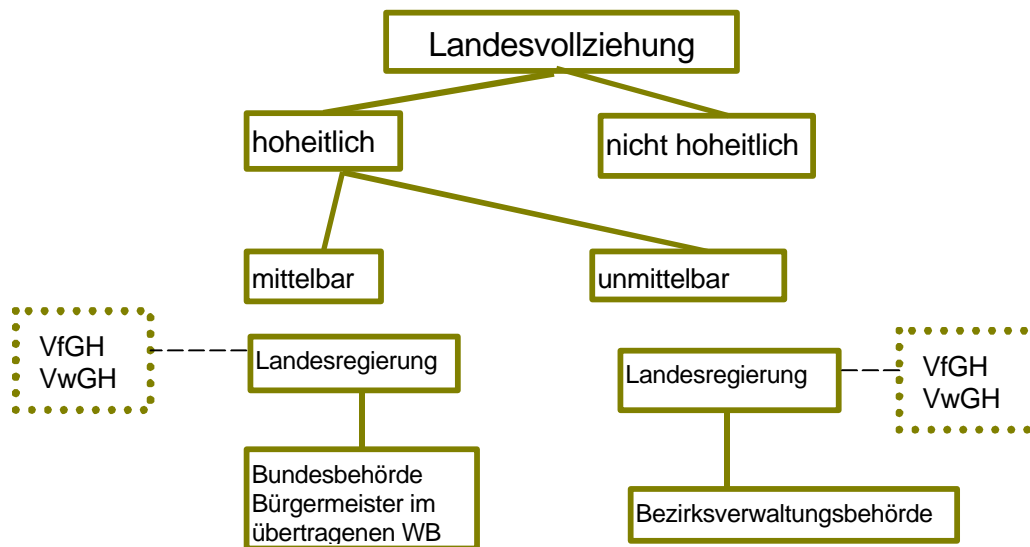 Landesvollziehung
hoheitlich
nicht hoheitlich
mittelbar
unmittelbar
VfGH
VwGH
Landesregierung
Landesregierung
VfGH
VwGH
Bundesbehörde
Bürgermeister im
übertragenen WB
Bezirksverwaltungsbehörde